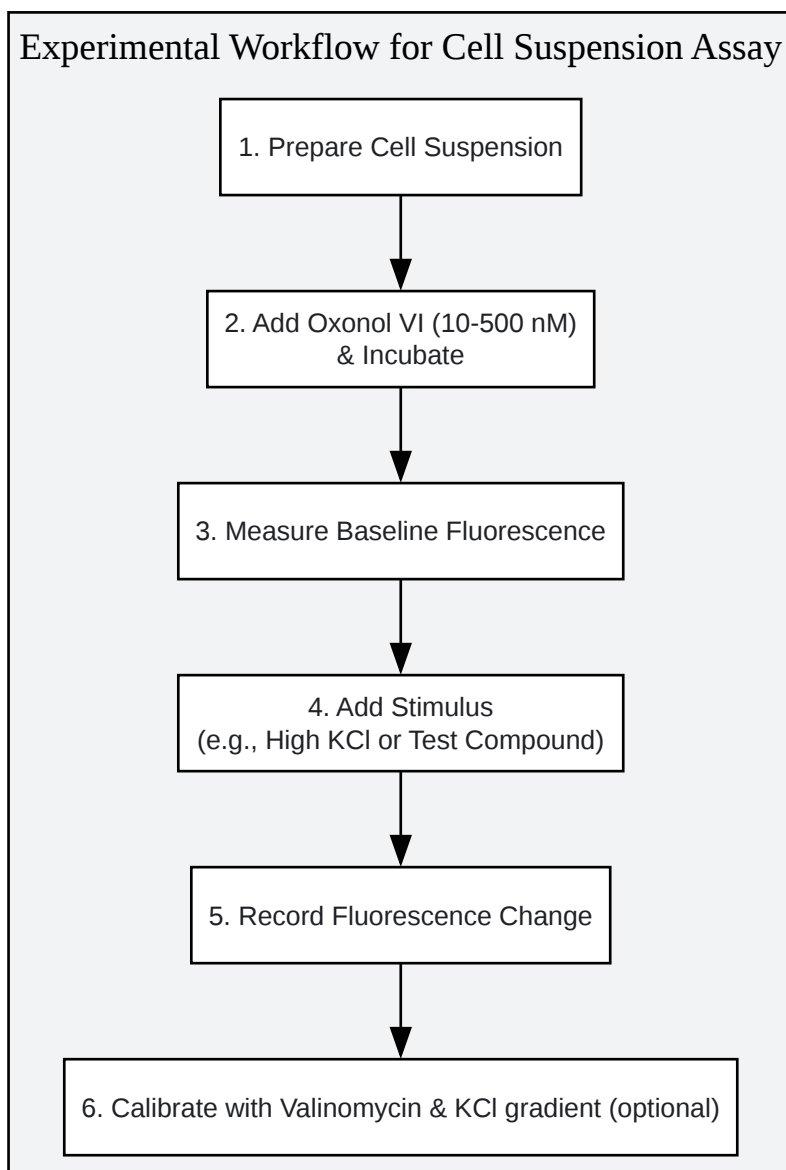 Experimental Workflow for Cell Suspension Assay
1. Prepare Cell Suspension
2. Add Oxonol VI (10-500 nM)
& Incubate
3. Measure Baseline Fluorescence
4. Add Stimulus
(e.g., High KCl or Test Compound)
5. Record Fluorescence Change
6. Calibrate with Valinomycin & KCl gradient (optional)